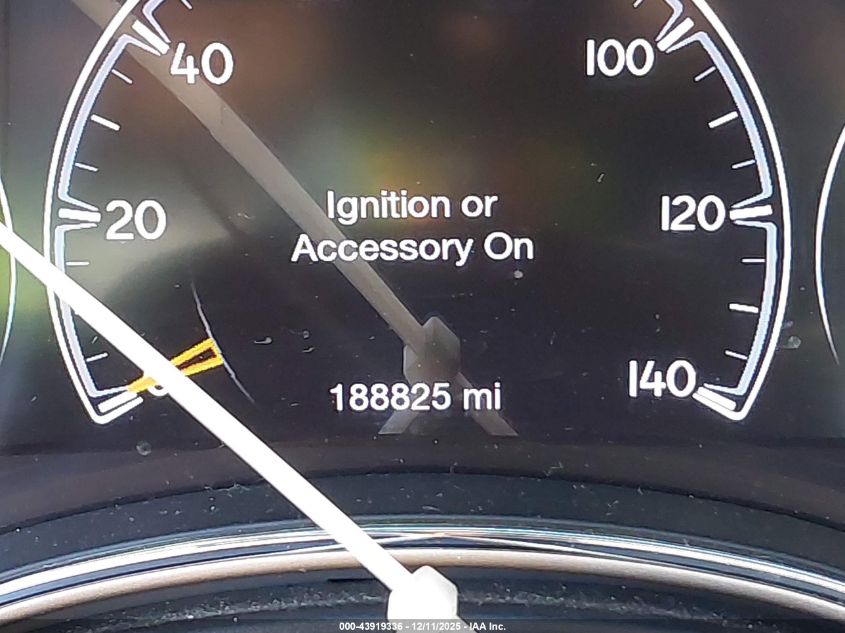 40
100
20
120
Ignition or
Accessory On
140
188825 mi
000-43919336 - 12/11/2025 - IAA Inc.